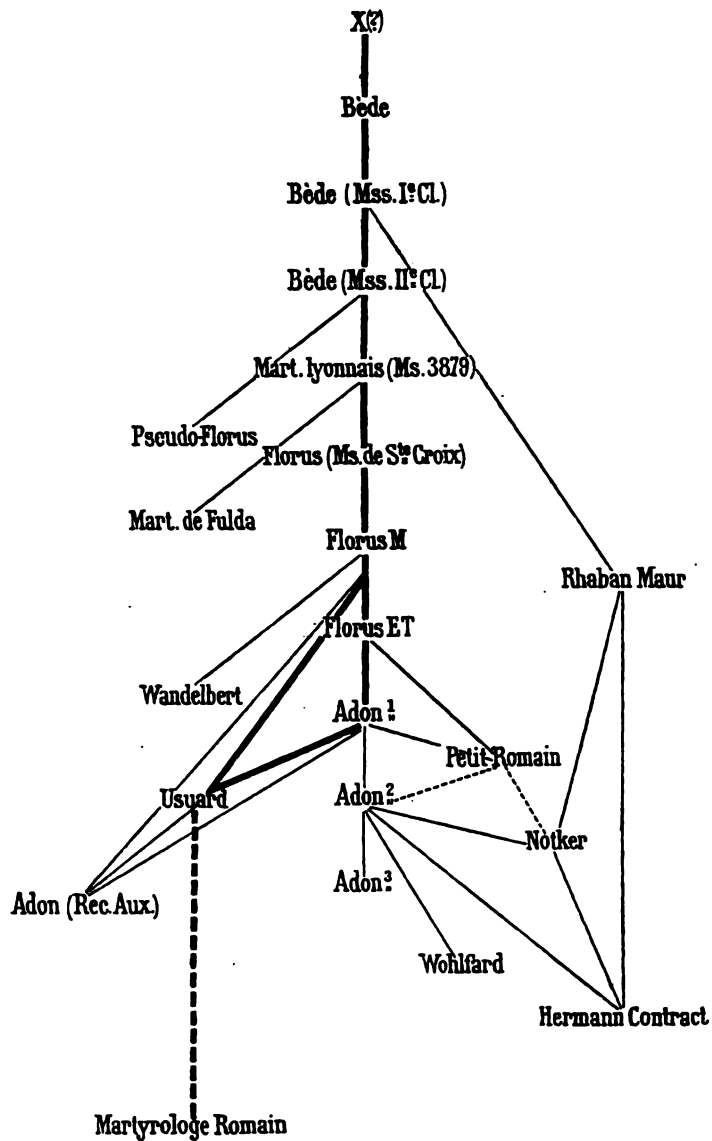 X(?)
Bède
Bède (Mss. Iᵉ Cl.)
Bède (Mss. IIᵉ Cl.)
Mart. lyonnais (Ms. 3879)
Pseudo-Florus
Florus (Ms. de Sᵗᵉ Croix)
Mart. de Fulda
Florus M
Rhaban Maur
Florus ET
Wandelbert
Adon 1
Petit-Romain
Usuard
Adon 2
Notker
Adon 3
Adon (Rec. Aux.)
Wohlfard
Hermann Contract
Martyrologe Romain